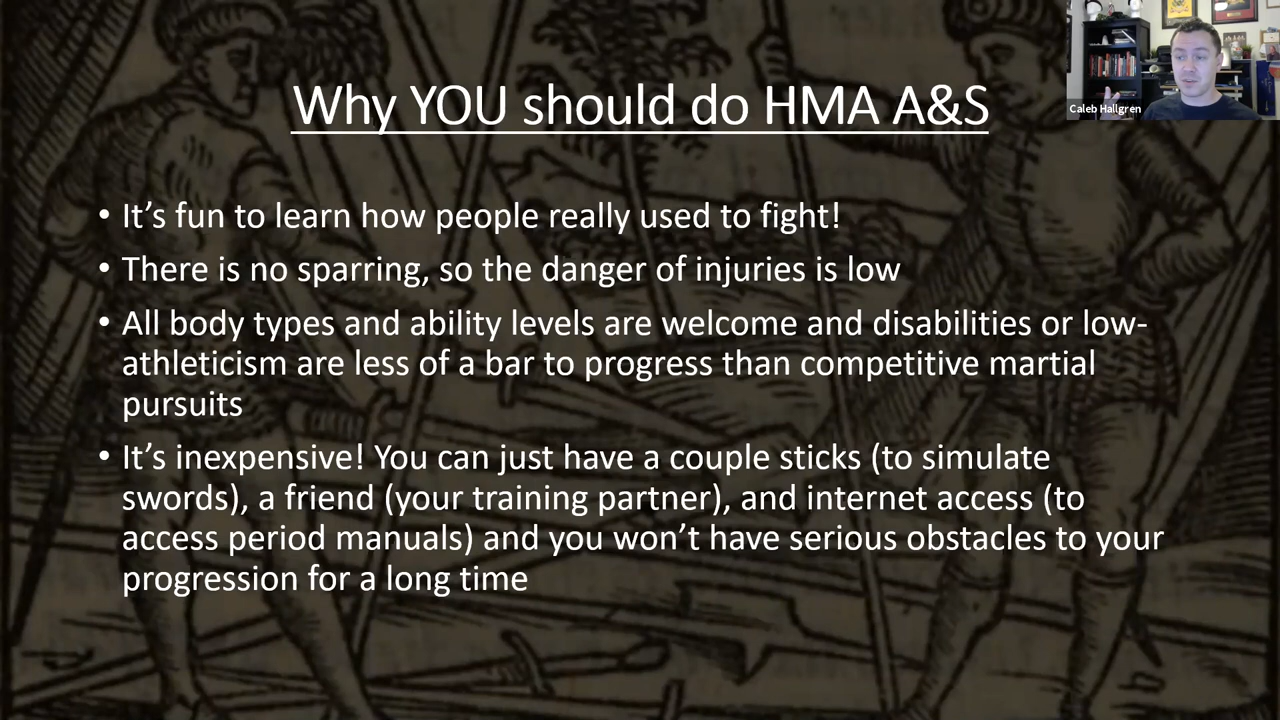 Why YOU should do HMA A&S
Caleb Hallgren
• It’s fun to learn how people really used to fight!
• There is no sparring, so the danger of injuries is low
• All body types and ability levels are welcome and disabilities or low-
athleticism are less of a bar to progress than competitive martial
pursuits
• It’s inexpensive! You can just have a couple sticks (to simulate
swords), a friend (your training partner), and internet access (to
access period manuals) and you won’t have serious obstacles to your
progression for a long time